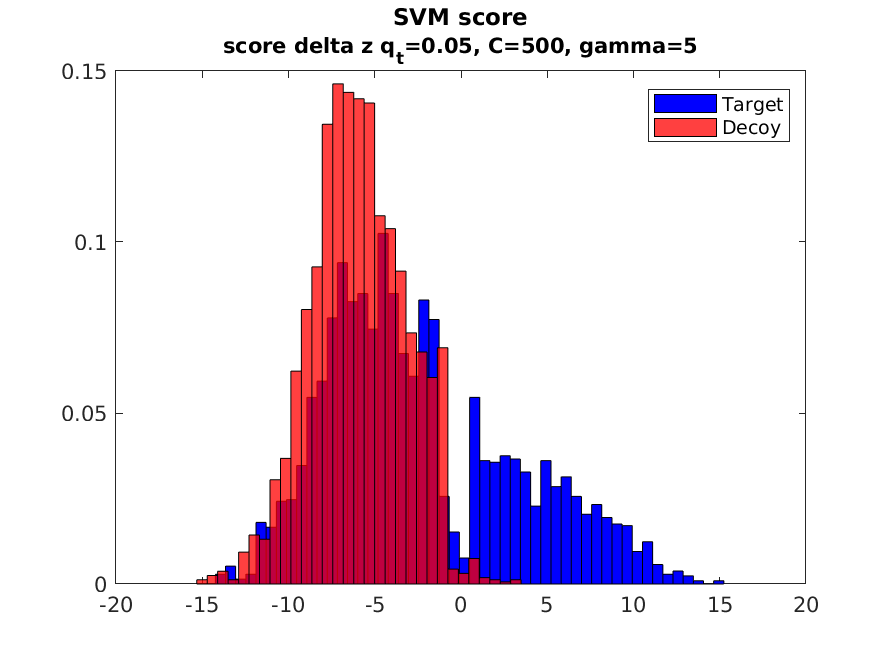 SVM score
score delta z q_t=0.05, C=500, gamma=5
Target
Decoy
0.15
0.1
0.05
0
-20 -15 -10 -5 0 5 10 15 20